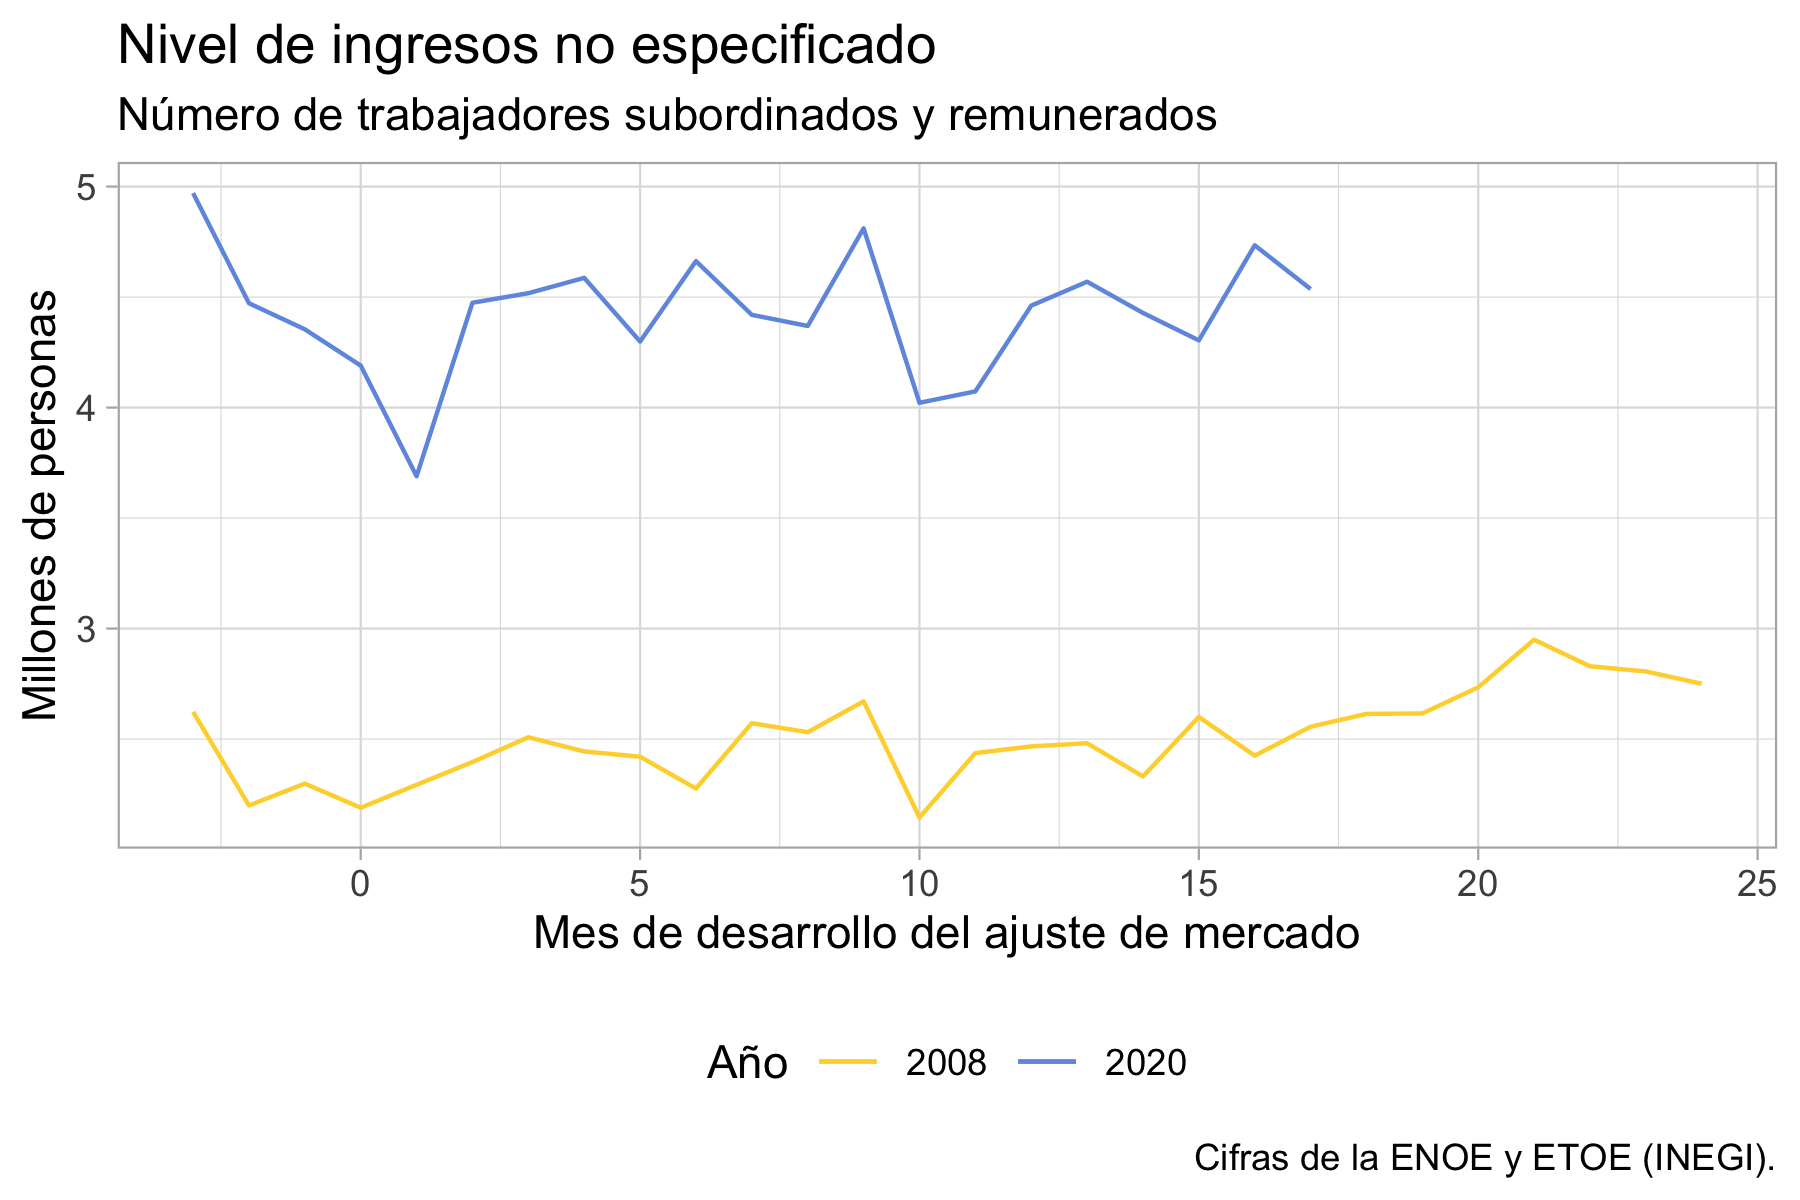 Nivel de ingresos no especificado
Número de trabajadores subordinados y remunerados
Millones de personas
5
4
3
0 5 10 15 20 25
Mes de desarrollo del ajuste de mercado
Año 2008 2020
Cifras de la ENOE y ETOE (INEGI).